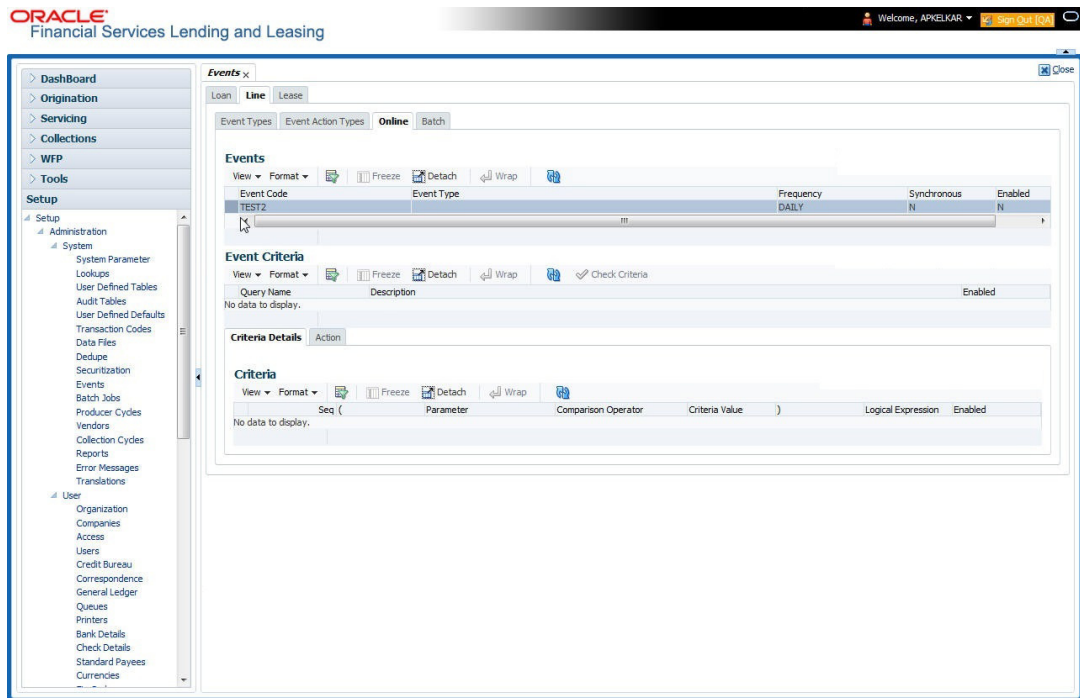 ORACLE®
Financial Services Lending and Leasing
Welcome, APKELKAR
Sign Out [QA]
DashBoard
Origination
Servicing
Collections
WFP
Tools
Setup
Setup
Administration
System
System Parameter
Lookups
User Defined Tables
Audit Tables
User Defined Defaults
Transaction Codes
Data Files
Dedupe
Securitization
Events
Batch Jobs
Producer Cycles
Vendors
Collection Cycles
Reports
Error Messages
Translations
User
Organization
Companies
Access
Users
Credit Bureau
Correspondence
General Ledger
Queues
Printers
Bank Details
Check Details
Standard Payees
Currencies
Events
Close
Loan Line Lease
Event Types Event Action Types Online Batch
Events
View Format Freeze Detach Wrap
Event Code Event Type Frequency Synchronous Enabled
TEST2 DAILY N N
Event Criteria
View Format Freeze Detach Wrap Check Criteria
Query Name Description Enabled
No data to display.
Criteria Details Action
Criteria
View Format Freeze Detach Wrap
Seq ( Parameter Comparison Operator Criteria Value ) Logical Expression Enabled
No data to display.